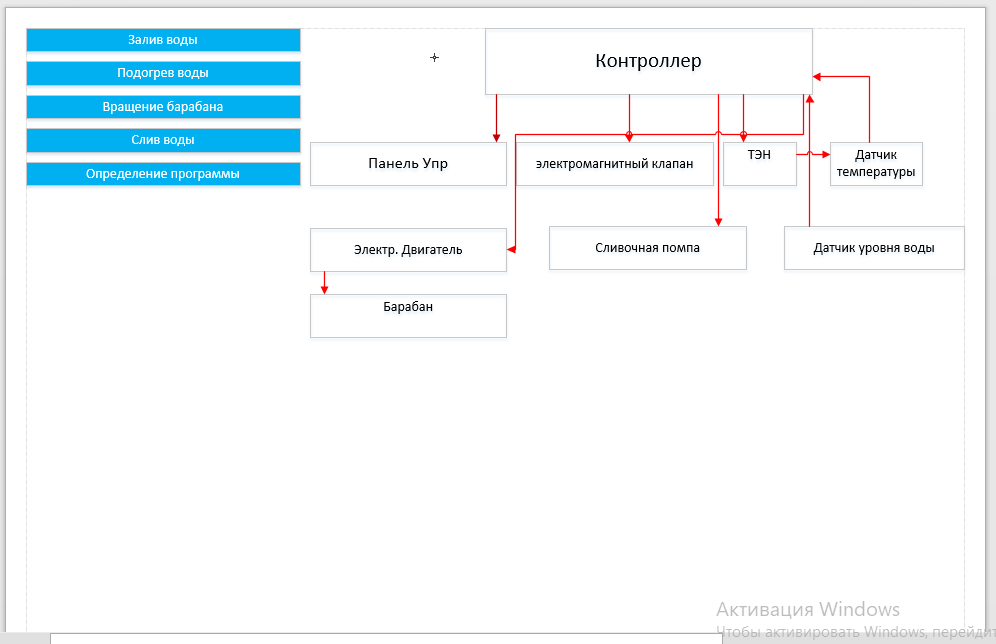 Залив воды
Подогрев воды
Вращение барабана
Слив воды
Определение программы
Контроллер
Панель Упр
электромагнитный клапан
ТЭН
Датчик
температуры
Электр. Двигатель
Сливочная помпа
Датчик уровня воды
Барабан
Активация Windows
Чтобы активировать Windows, перейдит